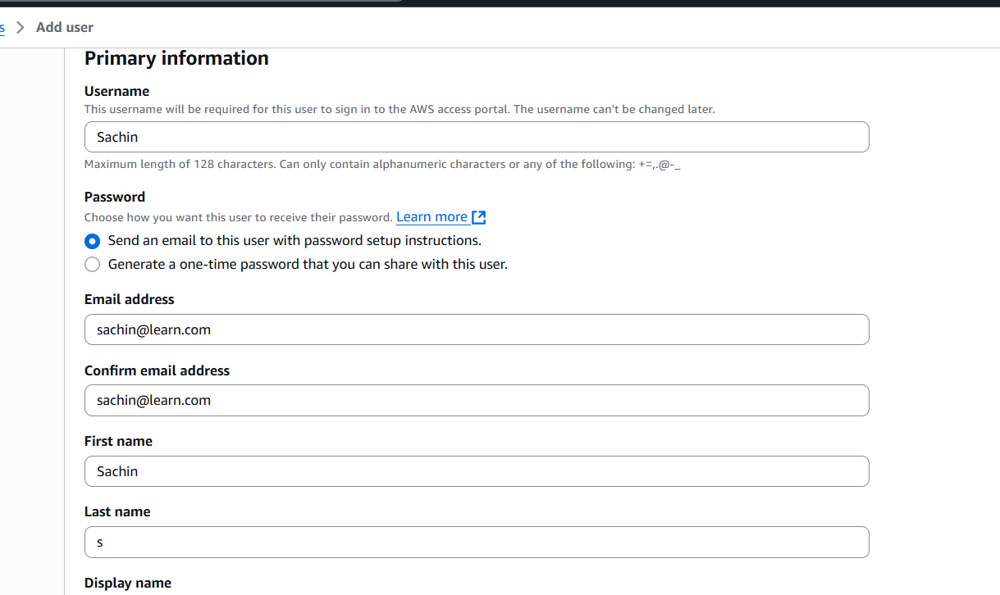 s > Add user
Primary information
Username
This username will be required for this user to sign in to the AWS access portal. The username can't be changed later.
Sachin
Maximum length of 128 characters. Can only contain alphanumeric characters or any of the following: +=,.@-_
Password
Choose how you want this user to receive their password. Learn more
Send an email to this user with password setup instructions.
Generate a one-time password that you can share with this user.
Email address
sachin@learn.com
Confirm email address
sachin@learn.com
First name
Sachin
Last name
s
Display name